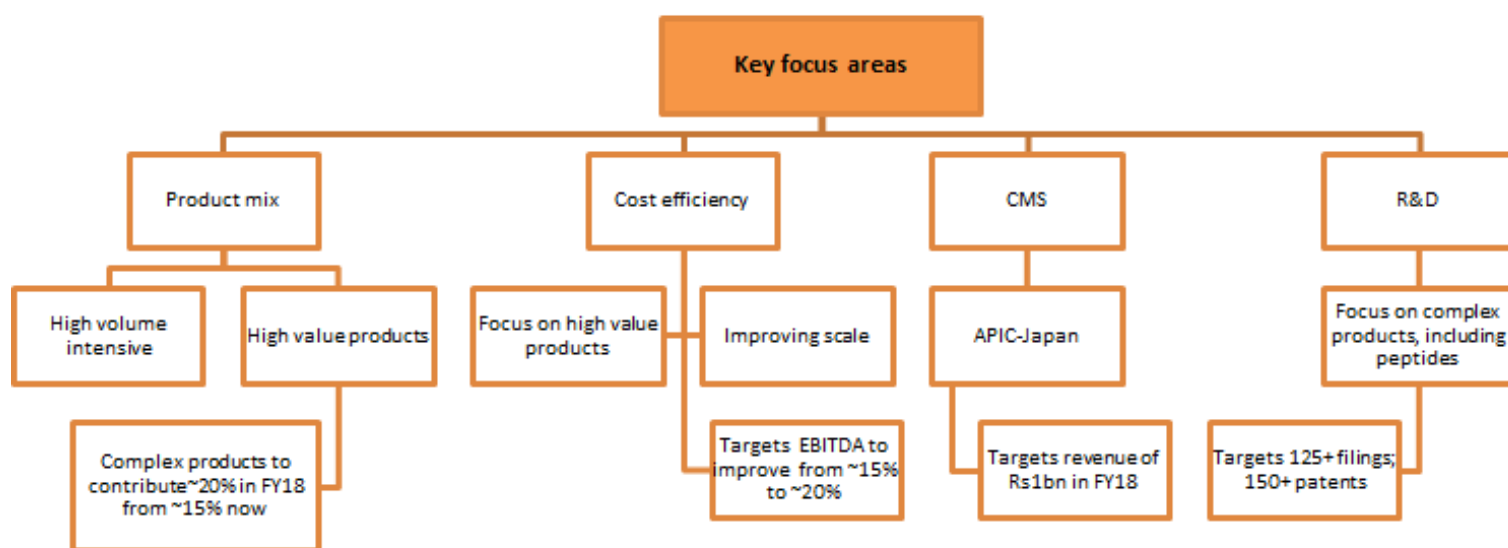 Key focus areas
Product mix
Cost efficiency
CMS
R&D
High volume
intensive
High value products
Focus on high value
products
Improving scale
APIC-Japan
Focus on complex
products, including
peptides
Complex products to
contribute~20% in FY18
from ~15% now
Targets EBITDA to
improve from ~15%
to ~20%
Targets revenue of
Rs1bn in FY18
Targets 125+ filings;
150+ patents